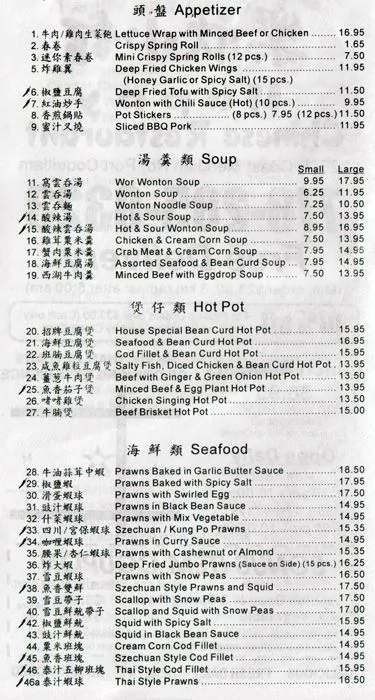 頭 · 盤 Appetizer
1. 牛肉/雞肉生菜包 Lettuce Wrap with Minced Beef or Chicken ....... 16.95
2. 春卷 Crispy Spring Roll ........ 1.65
3. 迷你素春卷 Mini Crispy Spring Rolls (12 pcs.) ........ 7.50
5. 炸雞翼 Deep Fried Chicken Wings ........ 11.95
(Honey Garlic or Spicy Salt) (15 pcs.)
6. 椒鹽豆腐 Deep Fried Tofu with Spicy Salt ........ 11.50
7. 紅油炒手 Wonton with Chili Sauce (Hot) (10 pcs.) ........ 9.95
8. 香煎鍋貼 Pot Stickers ........ (8 pcs.) 7.95 (12 pcs.) 11.50
9. 蜜汁叉燒 Sliced BBQ Pork ........ 11.95
湯 羹 類 Soup
Small Large
11. 窩雲吞湯 Wor Wonton Soup ........ 9.95 17.95
12. 雲吞湯 Wonton Soup ........ 6.25 11.95
13. 雲吞麵 Wonton Noodle Soup ........ 7.25 10.50
14. 酸辣湯 Hot & Sour Soup ........ 7.50 13.95
15. 酸辣雲吞湯 Hot & Sour Wonton Soup ........ 8.95 16.95
16. 雞茸粟米羹 Chicken & Cream Corn Soup ........ 7.50 13.95
17. 蟹肉粟米羹 Crab Meat & Cream Corn Soup ........ 7.95 14.95
18. 海鮮豆腐湯 Assorted Seafood & Bean Curd Soup ........ 7.95 14.95
19. 西湖牛肉羹 Minced Beef with Eggdrop Soup ........ 7.50 13.95
煲 仔 類 Hot Pot
20. 招牌豆腐煲 House Special Bean Curd Hot Pot ........ 15.95
21. 海鮮豆腐煲 Seafood & Bean Curd Hot Pot ........ 16.95
22. 班腩豆腐煲 Cod Fillet & Bean Curd Hot Pot ........ 15.95
23. 咸魚雞粒豆腐煲 Salty Fish, Diced Chicken & Bean Curd Hot Pot . 13.95
24. 薑蔥牛肉煲 Beef with Ginger & Green Onion Hot Pot ........ 13.50
25. 魚香茄子煲 Minced Beef & Egg Plant Hot Pot ........ 13.95
26. 啫啫雞煲 Chicken Singing Hot Pot ........ 13.50
27. 牛腩煲 Beef Brisket Hot Pot ........ 15.00
海 鮮 類 Seafood
28. 牛油蒜茸中蝦 Prawns Baked in Garlic Butter Sauce ........ 18.50
29. 椒鹽蝦 Prawns Baked with Spicy Salt ........ 17.95
30. 滑蛋蝦球 Prawns with Swirled Egg ........ 17.50
31. 豉汁蝦球 Prawns in Black Bean Sauce ........ 14.95
32. 什菜蝦球 Prawns with Mix Vegetable ........ 14.95
33. 四川/宮保蝦球 Szechuan / Kung Po Prawns ........ 15.35
34. 咖喱蝦球 Prawns in Curry Sauce ........ 14.95
35. 腰果/杏仁蝦球 Prawns with Cashewnut or Almond ........ 15.35
36. 炸大蝦 Deep Fried Jumbo Prawns (Sauce on Side) (15 pcs.) 16.25
37. 雪豆蝦球 Prawns with Snow Peas ........ 16.50
38. 魚香雙鮮 Szechuan Style Prawns and Squid ........ 17.50
39. 雪豆帶子 Scallop with Snow Peas ........ 17.50
40. 雪豆鮮魷帶子 Scallop and Squid with Snow Peas ........ 17.00
42. 椒鹽鮮魷 Squid with Spicy Salt ........ 15.95
43. 豉汁鮮魷 Squid in Black Bean Sauce ........ 14.95
44. 粟米班塊 Cream Corn Cod Fillet ........ 14.95
45. 魚香班塊 Szechuan Style Cod Fillet ........ 14.95
46. 泰汁五柳班塊 Thai Style Cod Fillet ........ 15.95
46a 泰汁蝦球 Thai Style Prawns ........ 16.50